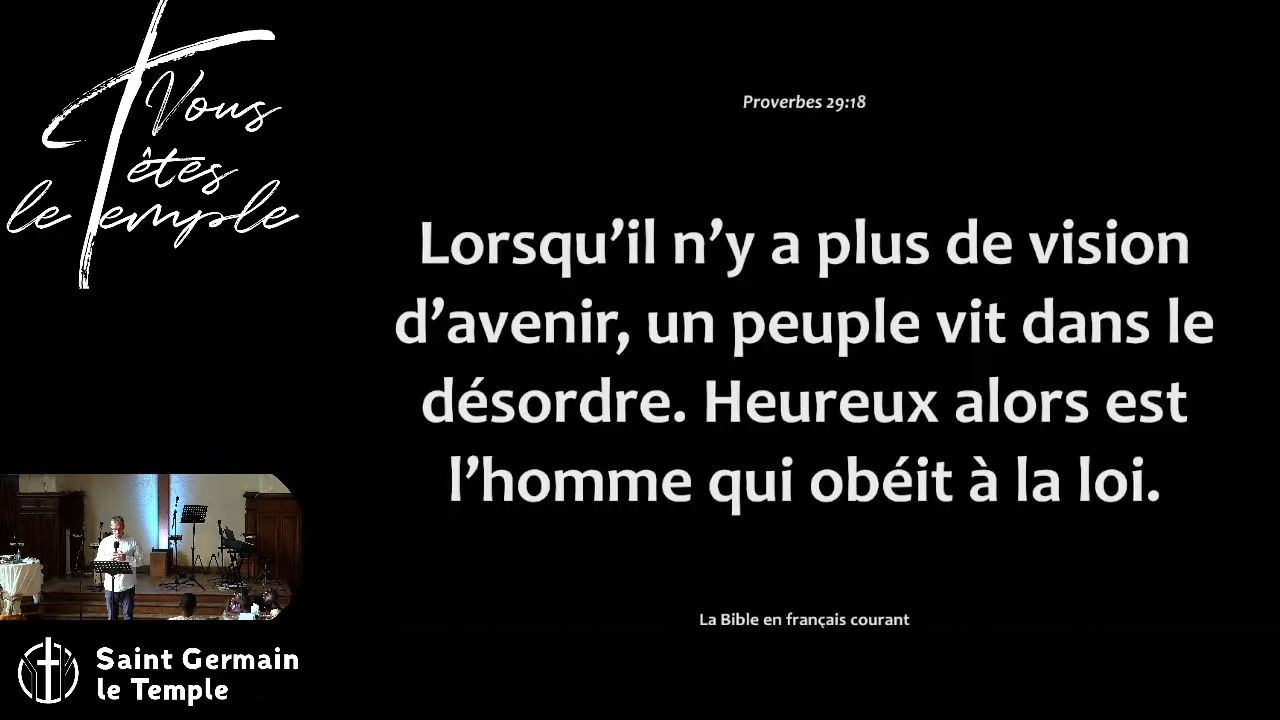 Vous
êtes
le temple
Proverbes 29:18
Lorsqu’il n’y a plus de vision
d’avenir, un peuple vit dans le
désordre. Heureux alors est
l’homme qui obéit à la loi.
La Bible en français courant
Saint Germain
le Temple